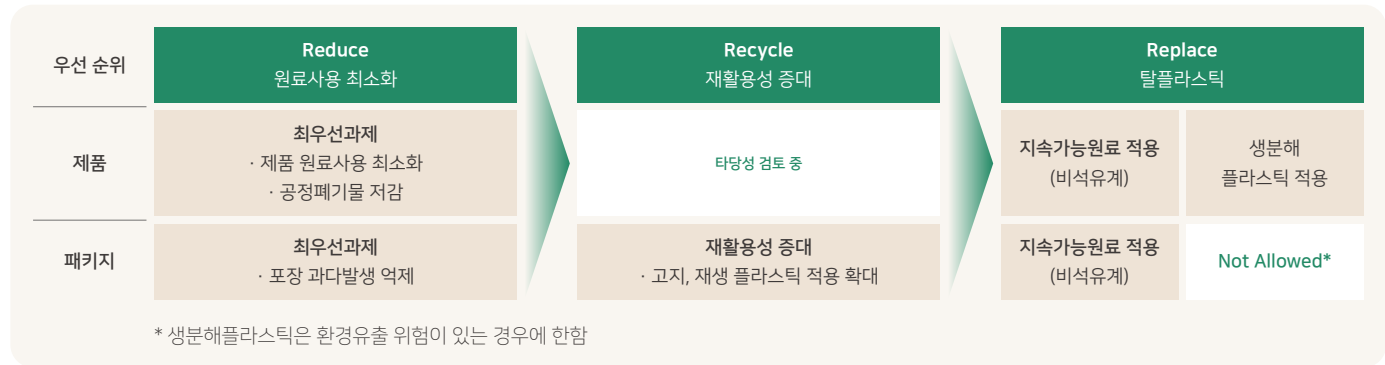 우선 순위
Reduce
원료사용 최소화
Recycle
재활용성 증대
Replace
탈플라스틱
제품
최우선과제
· 제품 원료사용 최소화
· 공정폐기물 저감
타당성 검토 중
지속가능원료 적용
(비석유계)
생분해
플라스틱 적용
패키지
최우선과제
· 포장 과다발생 억제
재활용성 증대
· 고지, 재생 플라스틱 적용 확대
지속가능원료 적용
(비석유계)
Not Allowed*
* 생분해플라스틱은 환경유출 위험이 있는 경우에 한함